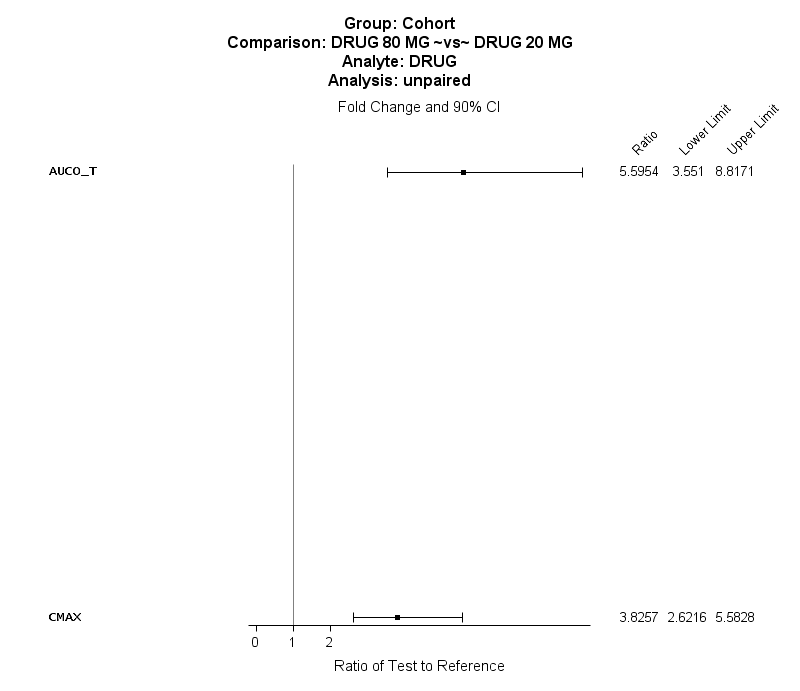 Group: Cohort
Comparison: DRUG 80 MG ~vs~ DRUG 20 MG
Analyte: DRUG
Analysis: unpaired
Fold Change and 90% CI
Ratio Lower Limit Upper Limit
AUCO_T 5.5954 3.551 8.8171
CMAX 3.8257 2.6216 5.5828
0 1 2
Ratio of Test to Reference